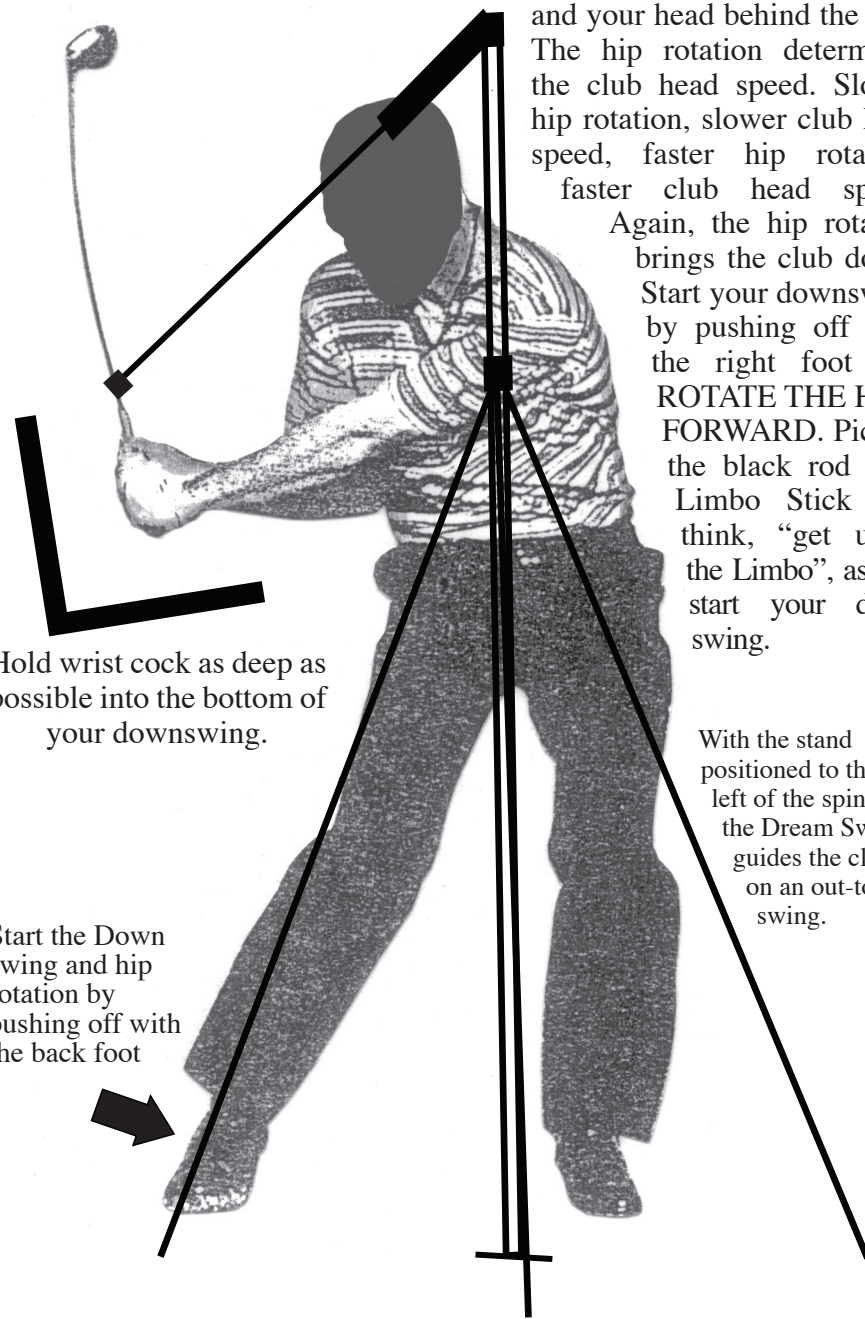 and your head behind the
The hip rotation determ
the club head speed. Slo
hip rotation, slower club h
speed, faster hip rota
faster club head sp
Again, the hip rota
brings the club do
Start your downsw
by pushing off
the right foot
ROTATE THE H
FORWARD. Pic
the black rod
Limbo Stick
think, “get u
the Limbo”, as
start your d
swing.
Hold wrist cock as deep as
possible into the bottom of
your downswing.
With the stand
positioned to th
left of the spin
the Dream Sw
guides the cl
on an out-to
swing.
Start the Down
wing and hip
otation by
pushing off with
the back foot